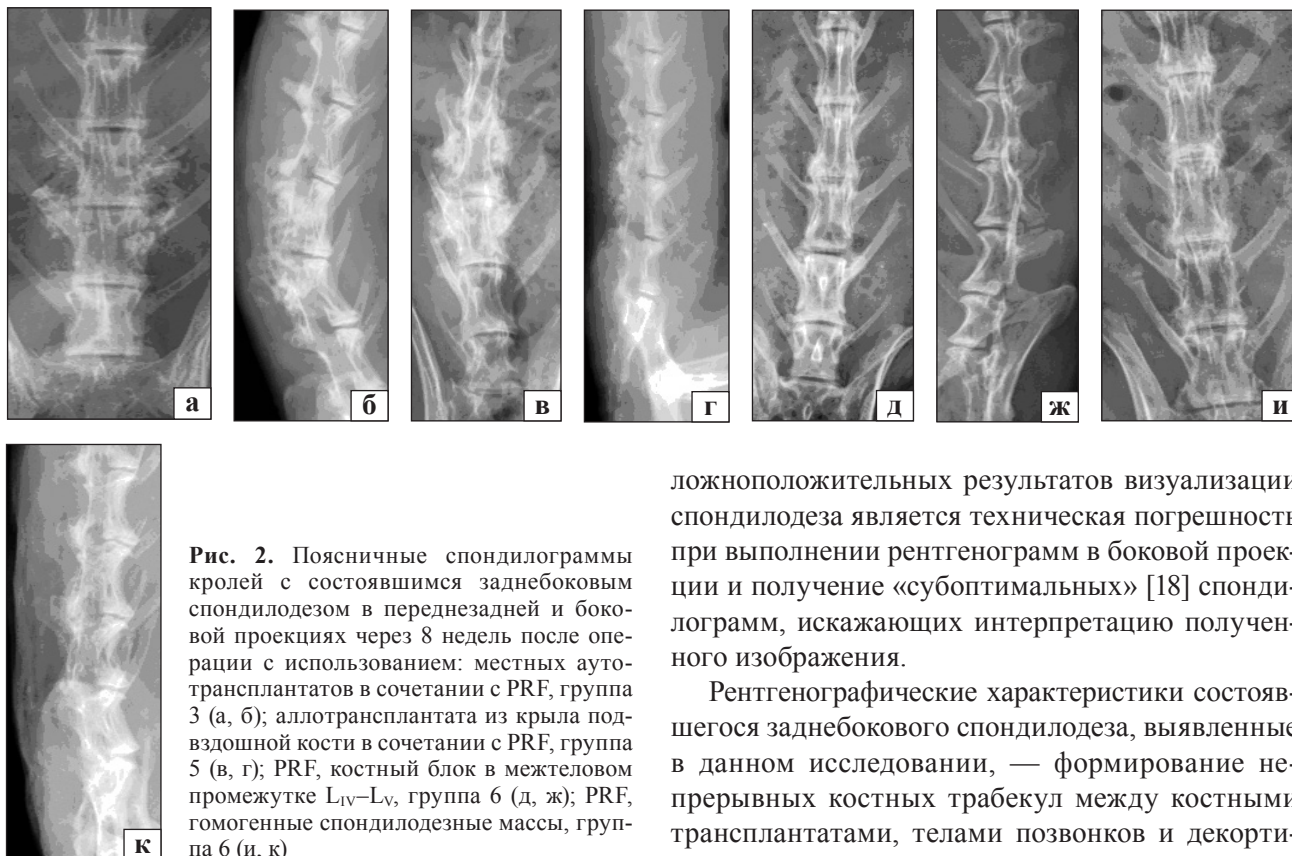 а
б
в
г
д
ж
и
к
Рис. 2. Поясничные спондилограммы
кролей с состоявшимся заднебоковым
спондилодезом в переднезадней и боко-
вой проекциях через 8 недель после опе-
рации с использованием: местных ауто-
трансплантатов в сочетании с PRF, группа
3 (а, б); аллотрансплантата из крыла под-
вздошной кости в сочетании с PRF, группа
5 (в, г); PRF, костный блок в межтеловом
промежутке LIV–LV, группа 6 (д, ж); PRF,
гомогенные спондилодезные массы, груп-
па 6 (и, к)
ложноположительных результатов визуализации
спондилодеза является техническая погрешность
при выполнении рентгенограмм в боковой проек-
ции и получение «субоптимальных» [18] спонди-
лограмм, искажающих интерпретацию получен-
ного изображения.
Рентгенографические характеристики состояв-
шегося заднебокового спондилодеза, выявленные
в данном исследовании, — формирование не-
прерывных костных трабекул между костными
трансплантатами, телами позвонков и декорти-